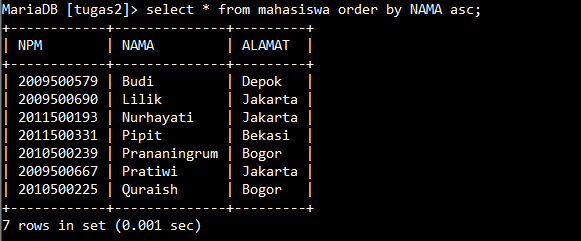 MariaDB [tugas2]> select * from mahasiswa order by NAMA asc;
+------------+-------------+---------+
| NPM        | NAMA        | ALAMAT  |
+------------+-------------+---------+
| 2009500579 | Budi        | Depok   |
| 2009500690 | Lilik       | Jakarta |
| 2011500193 | Nurhayati   | Jakarta |
| 2011500331 | Pipit       | Bekasi  |
| 2010500239 | Prananingrum | Bogor   |
| 2009500667 | Pratiwi     | Jakarta |
| 2010500225 | Quraish     | Bogor   |
+------------+-------------+---------+
7 rows in set (0.001 sec)